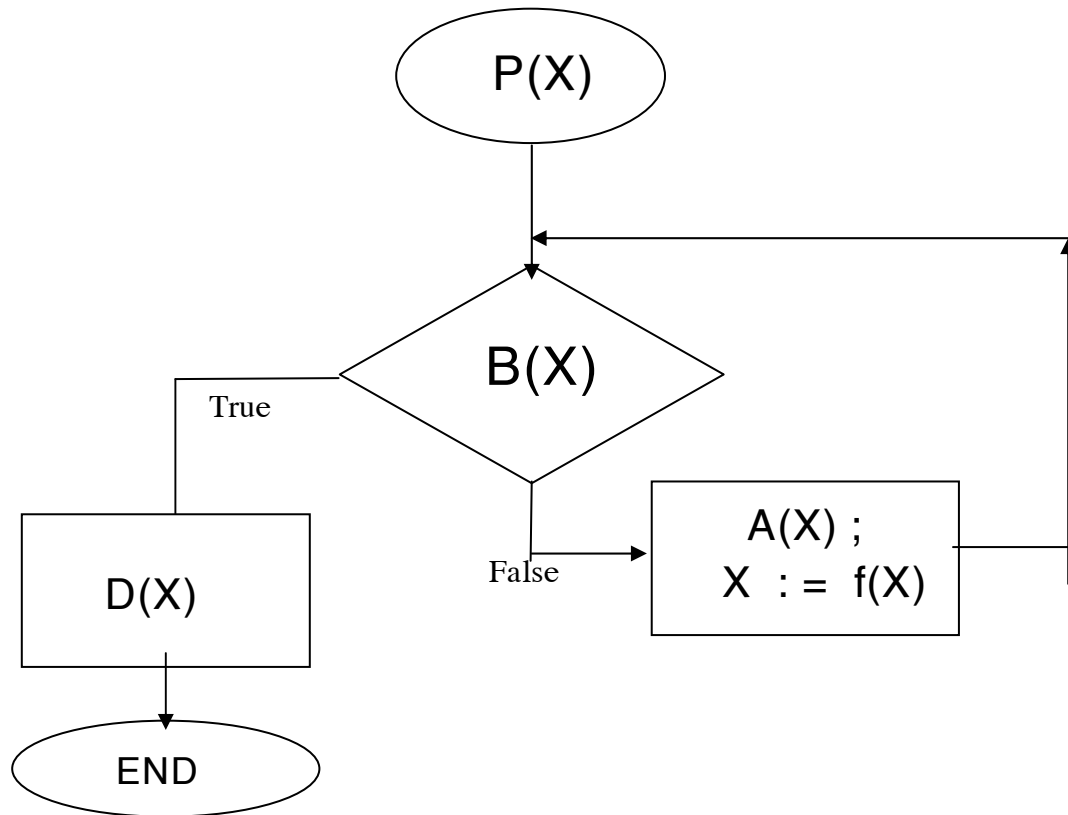 P(X)
B(X)
True
False
A(X) ;
X : = f(X)
D(X)
END